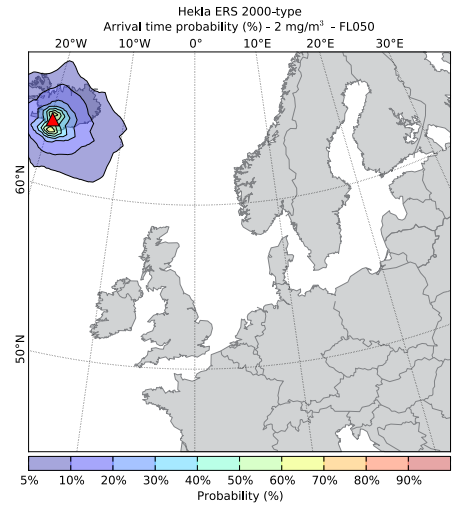 Hekla ERS 2000-type
Arrival time probability (%) - 2 mg/m³ - FL050
20°W 10°W 0° 10°E 20°E 30°E
60°N
50°N
5% 10% 20% 30% 40% 50% 60% 70% 80% 90%
Probability (%)